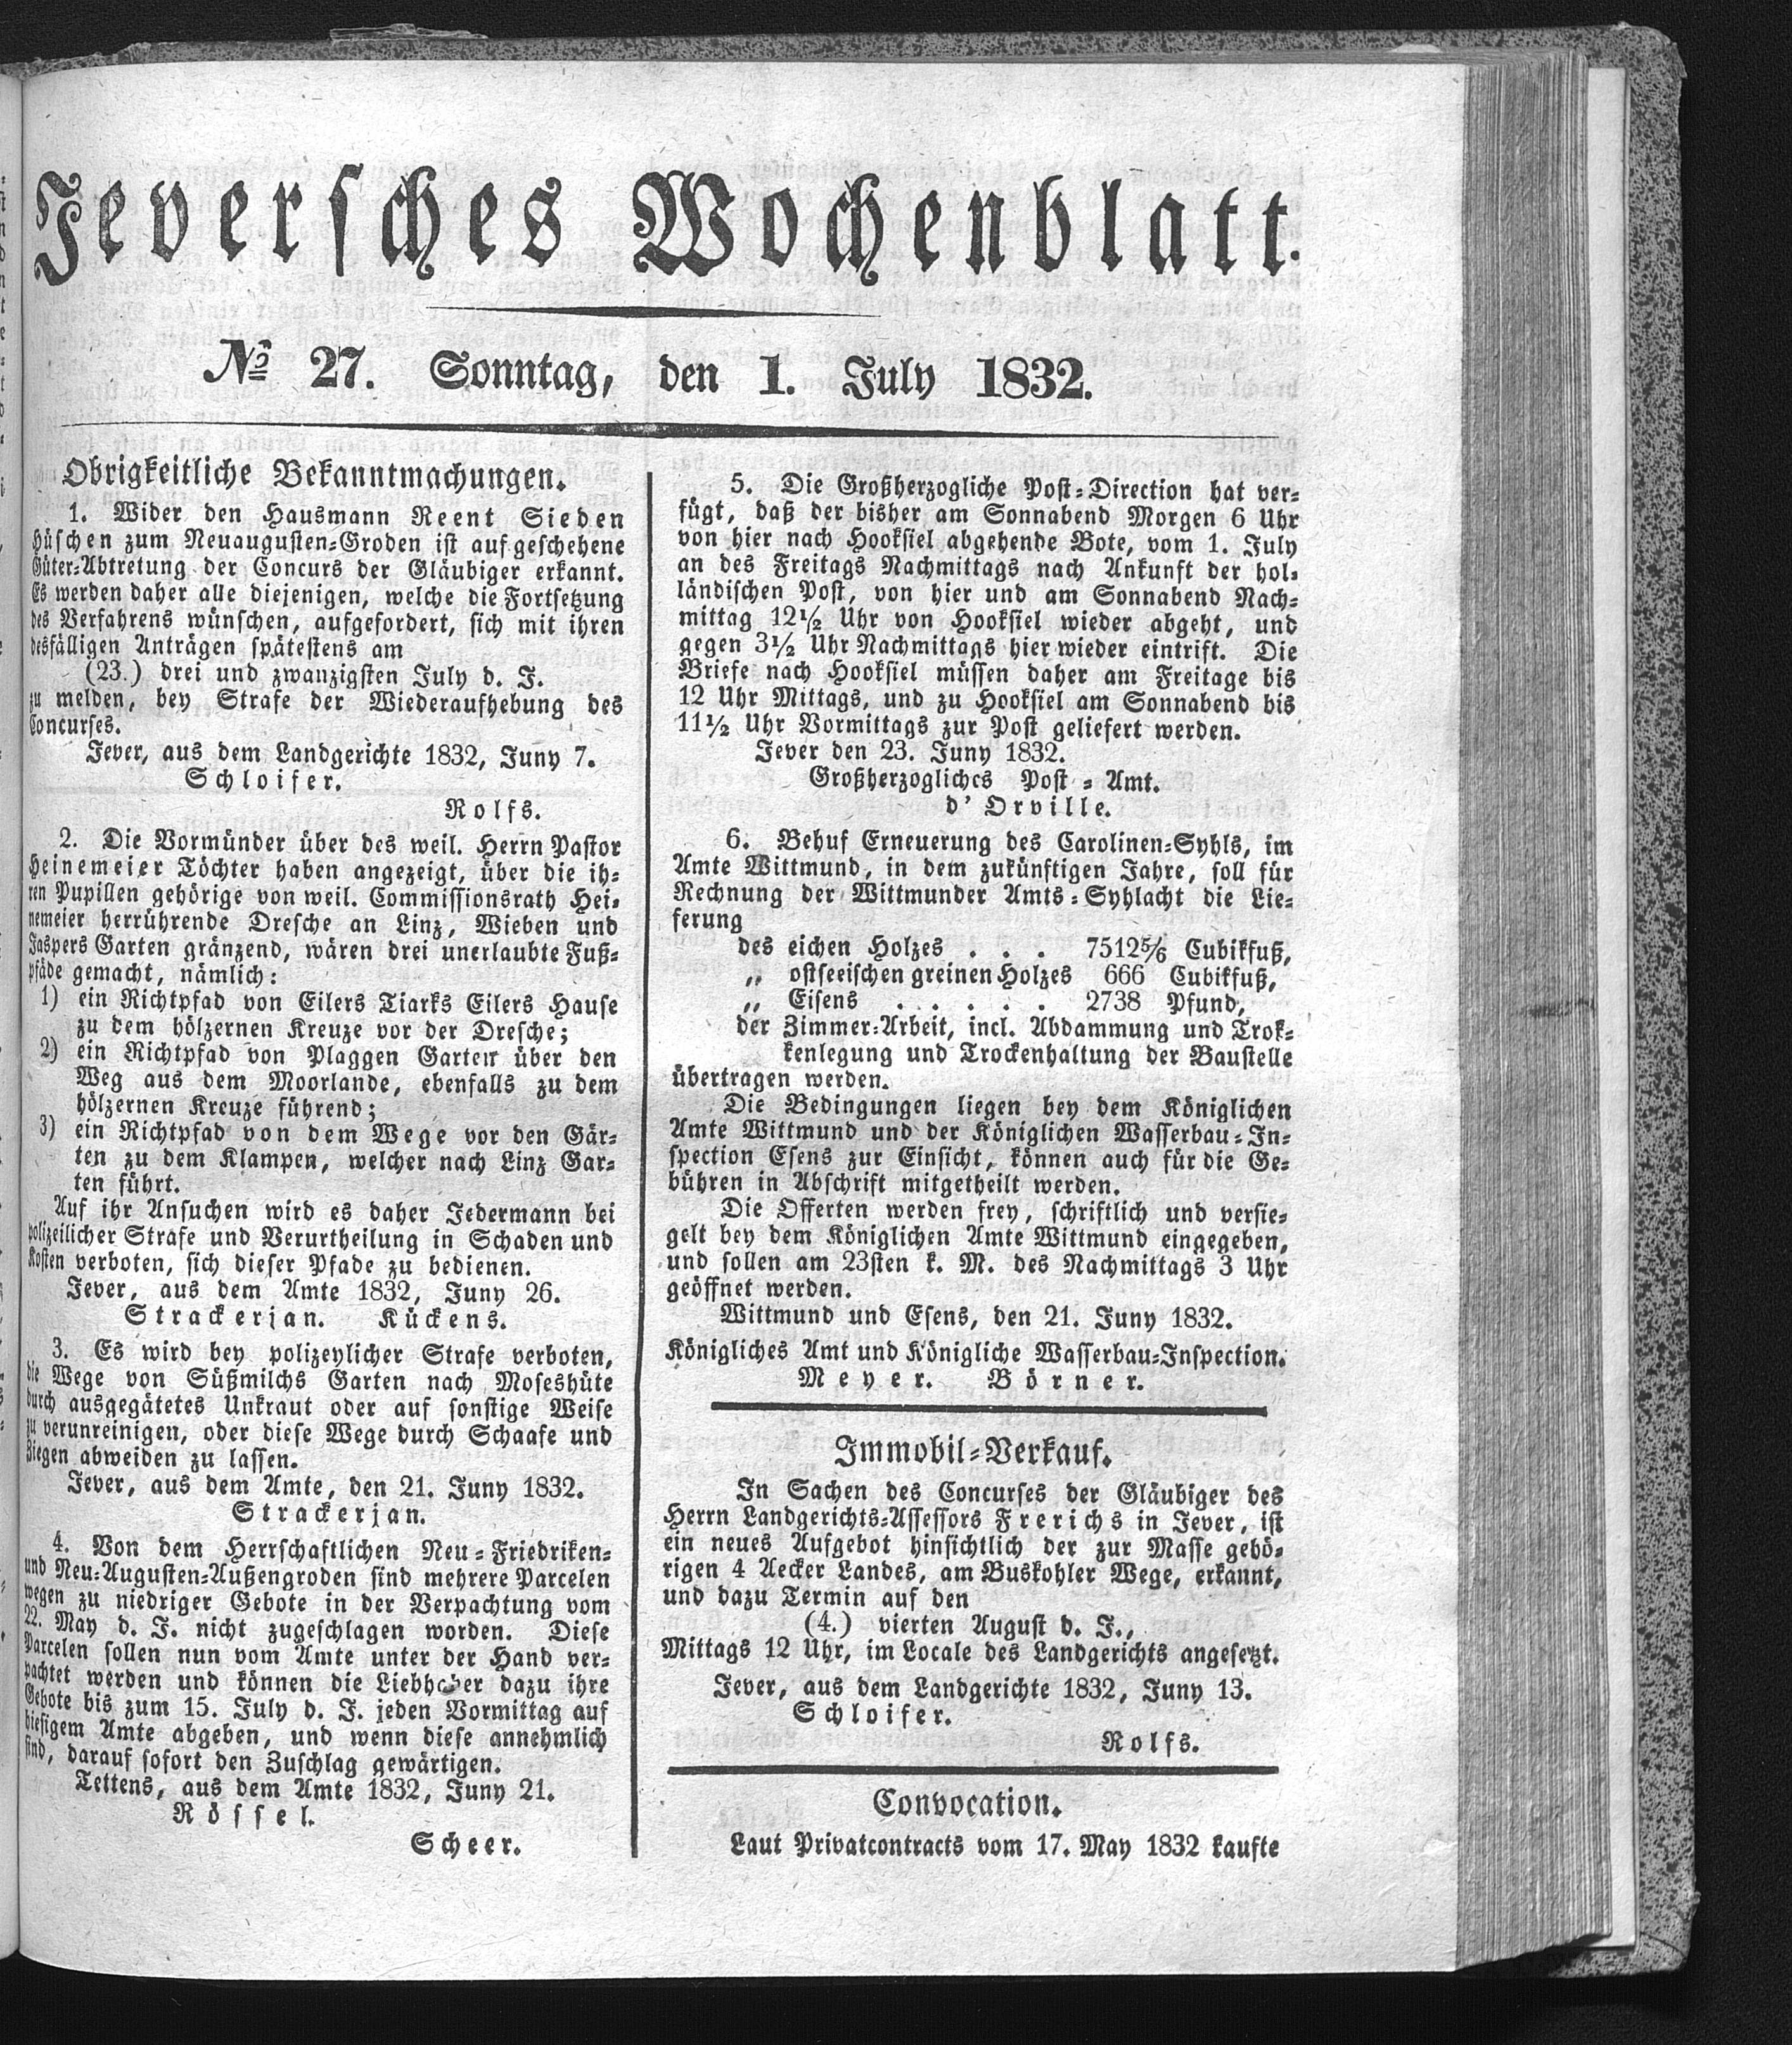 Jeversches Wochenblatt.
No 27. Sonntag, den 1. July 1832.
Obrigkeitliche Bekanntmachungen.
1. Wider den Hausmann Reent Sieden
Hüschen zum Neuaugusten-Groden ist auf geschehene
Güter-Abtretung der Concurs der Gläubiger erkannt.
Es werden daher alle diejenigen, welche die Fortsetzung
des Verfahrens wünschen, aufgefordert, sich mit ihren
desfälligen Anträgen spätestens am
(23.) drei und zwanzigsten July d. J.
zu melden, bey Strafe der Wiederaufhebung des
Concurses.
Jever, aus dem Landgerichte 1832, Juny 7.
Schloifer.
Rolfs.
2. Die Vormünder über des weil. Herrn Pastor
Heinemeier Töchter haben angezeigt, über die ih-
ren Pupillen gehörige von weil. Commissionsrath Hei-
nemeier herrührende Dresche an Linz, Wieben und
Jaspers Garten gränzend, wären drei unerlaubte Fuß-
pfäde gemacht, nämlich:
1) ein Richtpfad von Eilers Tiarks Eilers Hause
zu dem hölzernen Kreuze vor der Dresche;
2) ein Richtpfad von Plaggen Garten über den
Weg aus dem Moorlande, ebenfalls zu dem
hölzernen Kreuze führend;
3) ein Richtpfad von dem Wege vor den Gär-
ten zu dem Klampen, welcher nach Linz Gar-
ten führt.
Auf ihr Ansuchen wird es daher Jedermann bei
polizeilicher Strafe und Verurtheilung in Schaden und
Kosten verboten, sich dieser Pfade zu bedienen.
Jever, aus dem Amte 1832, Juny 26.
Strackerjan. Kückens.
3. Es wird bey polizeylicher Strafe verboten,
die Wege von Süßmilchs Garten nach Moseshüte
durch ausgegätetes Unkraut oder auf sonstige Weise
zu verunreinigen, oder diese Wege durch Schaafe und
Ziegen abweiden zu lassen.
Jever, aus dem Amte, den 21. Juny 1832.
Strackerjan.
4. Von dem Herrschaftlichen Neu-Friedriken-
und Neu-Augusten-Außengroden sind mehrere Parcelen
wegen zu niedriger Gebote in der Verpachtung vom
22. May d. J. nicht zugeschlagen worden. Diese
Parcelen sollen nun vom Amte unter der Hand ver-
pachtet werden und können die Liebhaber dazu ihre
Gebote bis zum 15. July d. J. jeden Vormittag auf
hiesigem Amte abgeben, und wenn diese annehmlich
sind, darauf sofort den Zuschlag gewärtigen.
Tettens, aus dem Amte 1832, Juny 21.
Rössel.
Scheer.
5. Die Großherzogliche Post-Direction hat ver-
fügt, daß der bisher am Sonnabend Morgen 6 Uhr
von hier nach Hooksiel abgehende Bote, vom 1. July
an des Freitags Nachmittags nach Ankunft der hol-
ländischen Post, von hier und am Sonnabend Nach-
mittag 12½ Uhr von Hooksiel wieder abgeht, und
gegen 3½ Uhr Nachmittags hier wieder eintrift. Die
Briefe nach Hooksiel müssen daher am Freitage bis
12 Uhr Mittags, und zu Hooksiel am Sonnabend bis
11½ Uhr Vormittags zur Post geliefert werden.
Jever den 23. Juny 1832.
Großherzogliches Post-Amt.
d' Orville.
6. Behuf Erneuerung des Carolinen-Syhls, im
Amte Wittmund, in dem zukünftigen Jahre, soll für
Rechnung der Wittmunder Amts-Syhlacht die Lie-
ferung
des eichen Holzes . . . 7512⅚ Cubikfuß,
„ ostseeischen greinen Holzes 666 Cubikfuß,
„ Eisens . . . . . 2738 Pfund,
der Zimmer-Arbeit, incl. Abdammung und Trok-
kenlegung und Trockenhaltung der Baustelle
übertragen werden.
Die Bedingungen liegen bey dem Königlichen
Amte Wittmund und der Königlichen Wasserbau-In-
spection Esens zur Einsicht, können auch für die Ge-
bühren in Abschrift mitgetheilt werden.
Die Offerten werden frey, schriftlich und versie-
gelt bey dem Königlichen Amte Wittmund eingegeben,
und sollen am 23sten k. M. des Nachmittags 3 Uhr
geöffnet werden.
Wittmund und Esens, den 21. Juny 1832.
Königliches Amt und Königliche Wasserbau-Inspection.
Meyer. Börner.
Immobil-Verkauf.
In Sachen des Concurses der Gläubiger des
Herrn Landgerichts-Assessors Frerichs in Jever, ist
ein neues Aufgebot hinsichtlich der zur Masse gehö-
rigen 4 Aecker Landes, am Buskohler Wege, erkannt,
und dazu Termin auf den
(4.) vierten August d. J.,
Mittags 12 Uhr, im Locale des Landgerichts angesetzt.
Jever, aus dem Landgerichte 1832, Juny 13.
Schloifer.
Rolfs.
Convocation.
Laut Privatcontracts vom 17. May 1832 kaufte